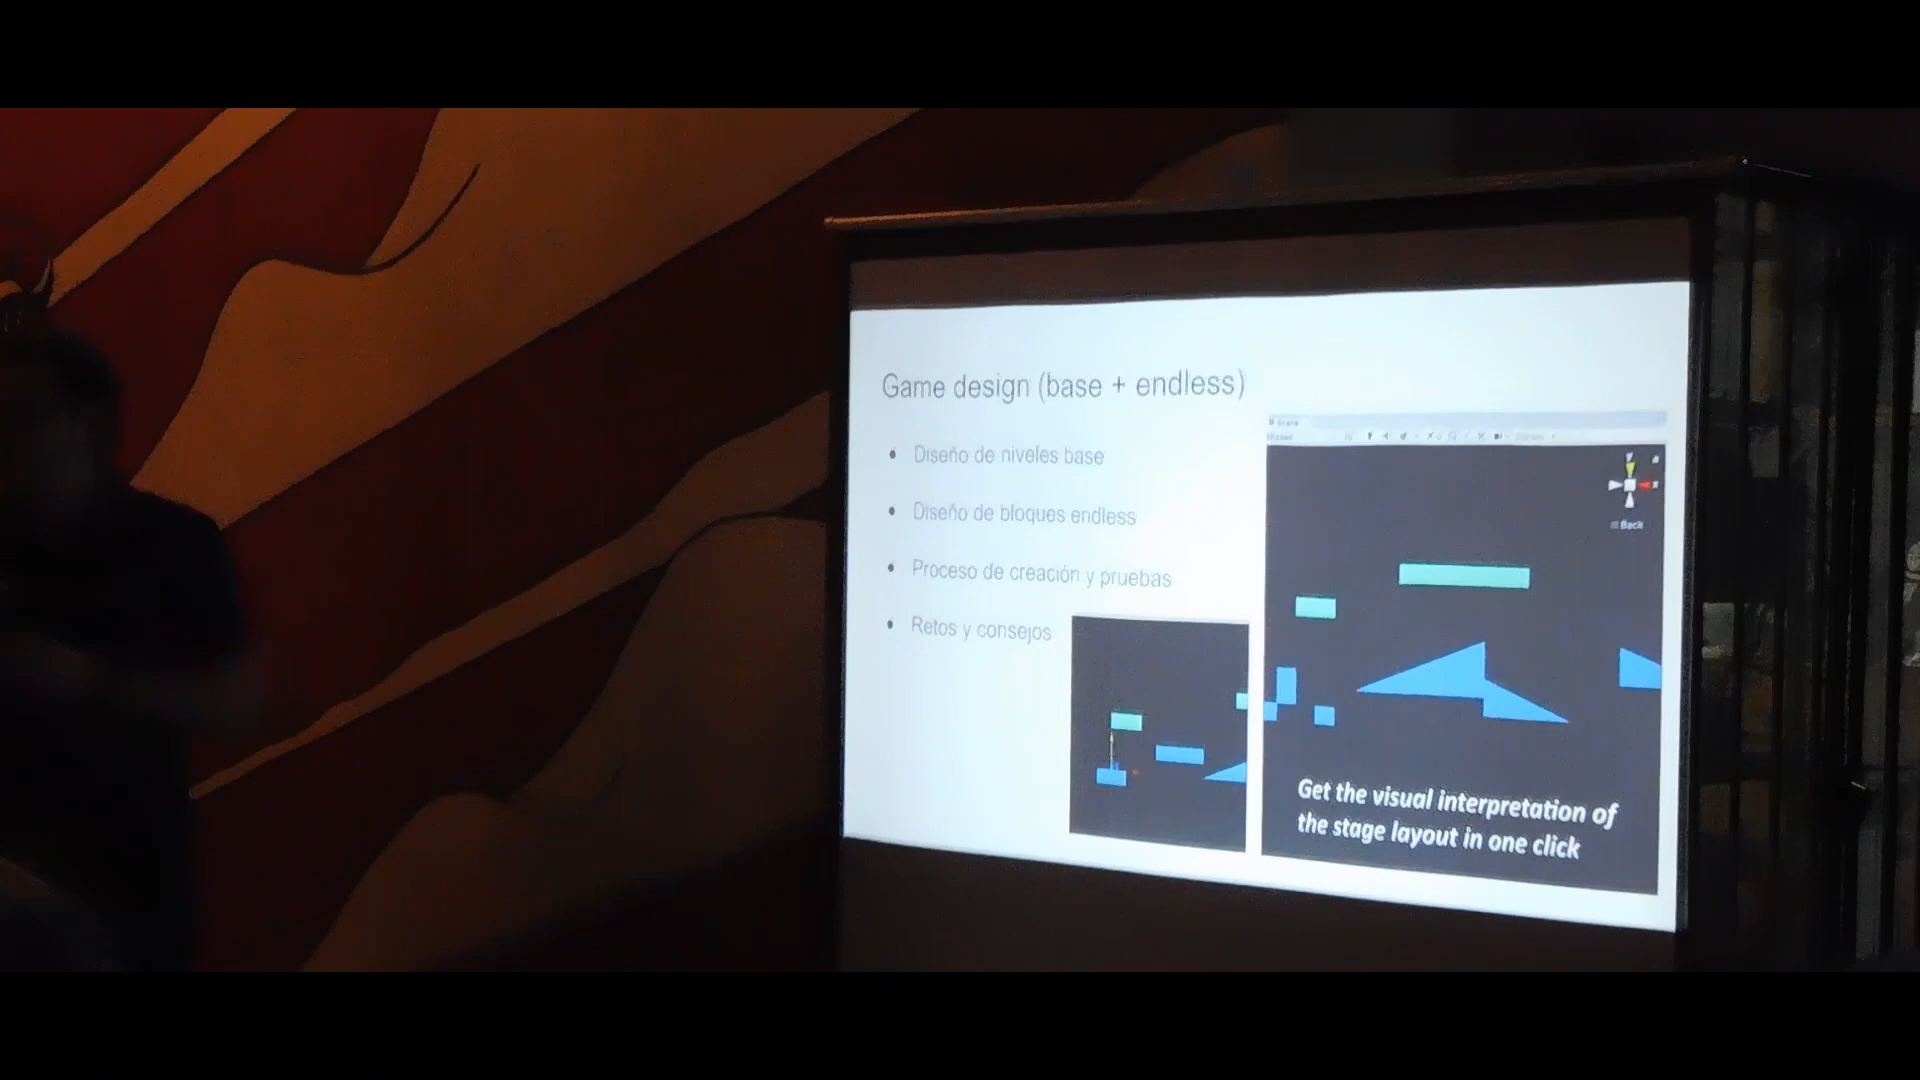 Game design (base + endless)
Diseño de niveles base
Diseño de bloques endless
Proceso de creación y pruebas
Retos y consejos
Scene
Back
Get the visual interpretation of
the stage layout in one click